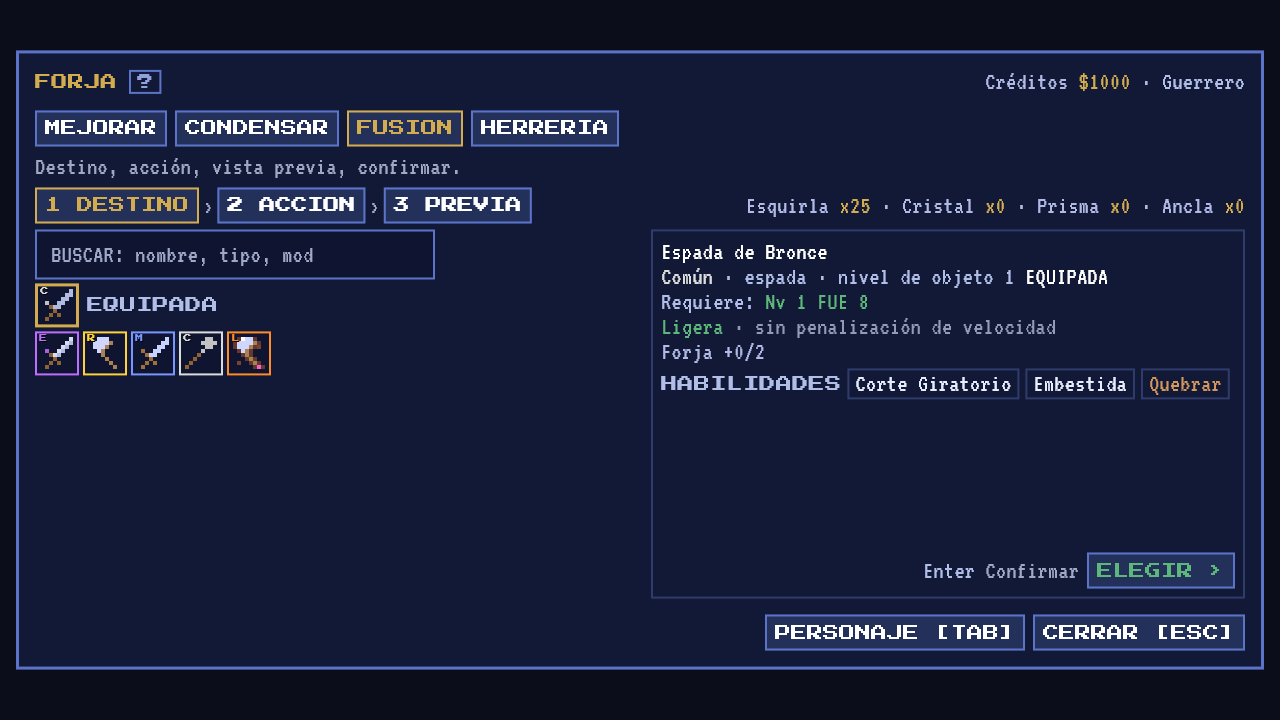 FORJA ? Créditos $1000 · Guerrero
MEJORAR CONDENSAR FUSION HERRERIA
Destino, acción, vista previa, confirmar.
1 DESTINO › 2 ACCION › 3 PREVIA Esquirla x25 · Cristal x0 · Prisma x0 · Ancla x0
BUSCAR: nombre, tipo, mod
C EQUIPADA
E R M C L
Espada de Bronce
Común · espada · nivel de objeto 1 EQUIPADA
Requiere: Nv 1 FUE 8
Ligera · sin penalización de velocidad
Forja +0/2
HABILIDADES Corte Giratorio Embestida Quebrar
Enter Confirmar ELEGIR >
PERSONAJE [TAB] CERRAR [ESC]